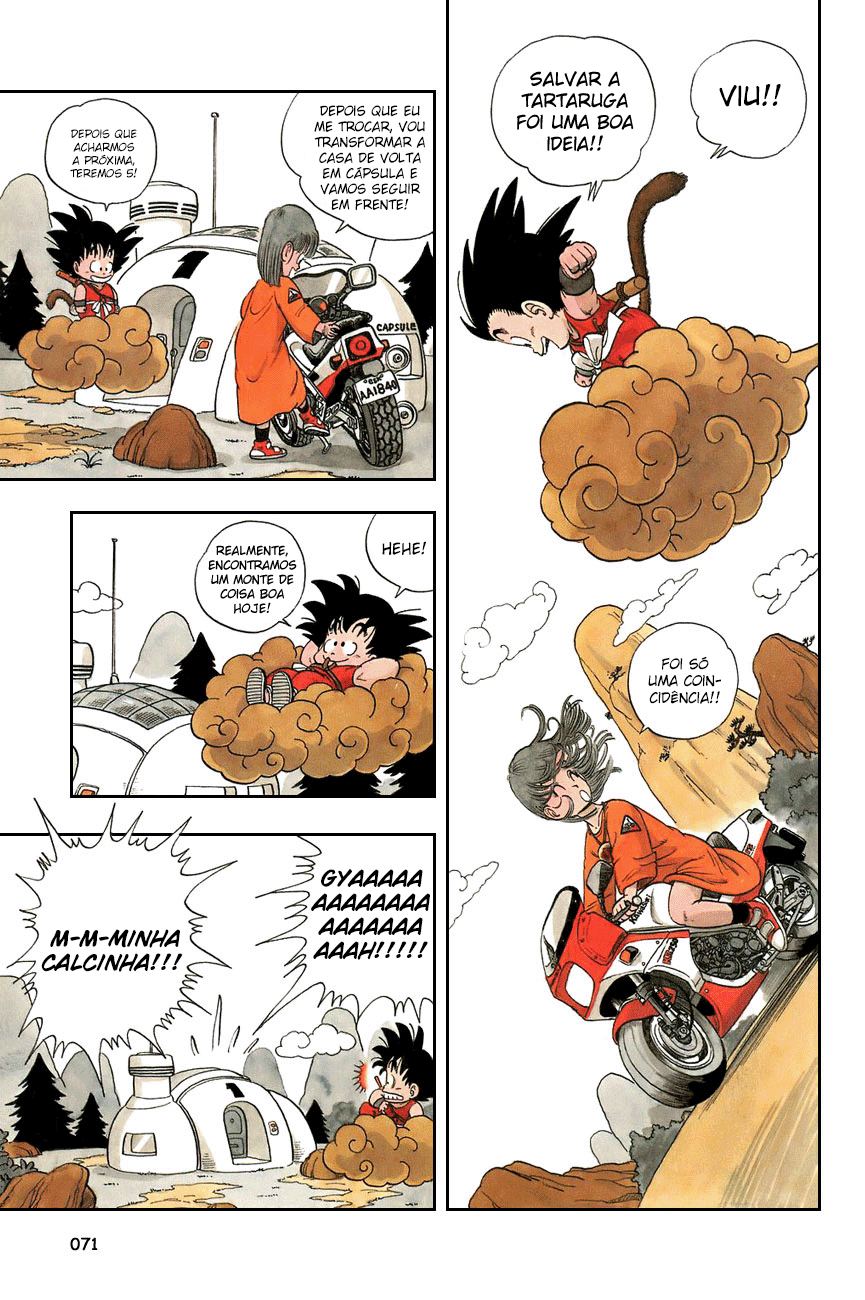 VIU!!
SALVAR A
TARTARUGA
FOI UMA BOA
IDEIA!!
FOI SÓ
UMA COIN-
CIDÊNCIA!!
DEPOIS QUE EU
ME TROCAR, VOU
TRANSFORMAR A
CASA DE VOLTA
EM CÁPSULA E
VAMOS SEGUIR
EM FRENTE!
DEPOIS QUE
ACHARMOS
A PRÓXIMA,
TEREMOS 5!
1
CAPSULE
AA1840
HEHE!
REALMENTE,
ENCONTRAMOS
UM MONTE DE
COISA BOA
HOJE!
GYAAAAA
AAAAAAAA
AAAAAAA
AAAH!!!!!
M-M-MINHA
CALCINHA!!!
1
071